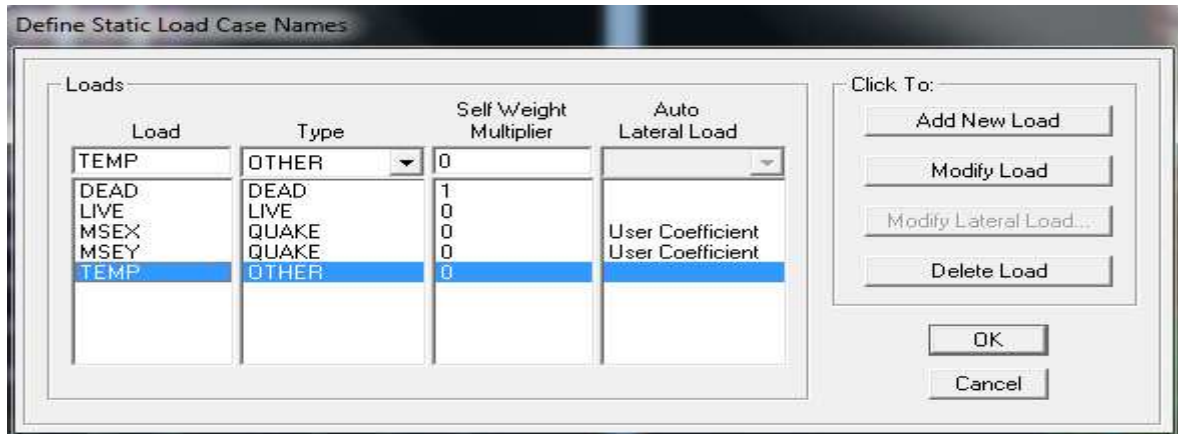 Define Static Load Case Names
Loads
Click To:
Load Type Self Weight Multiplier Auto Lateral Load
TEMP OTHER 0
DEAD DEAD 1
LIVE LIVE 0
MSEX QUAKE 0 User Coefficient
MSEY QUAKE 0 User Coefficient
TEMP OTHER 0
Add New Load
Modify Load
Modify Lateral Load...
Delete Load
OK
Cancel